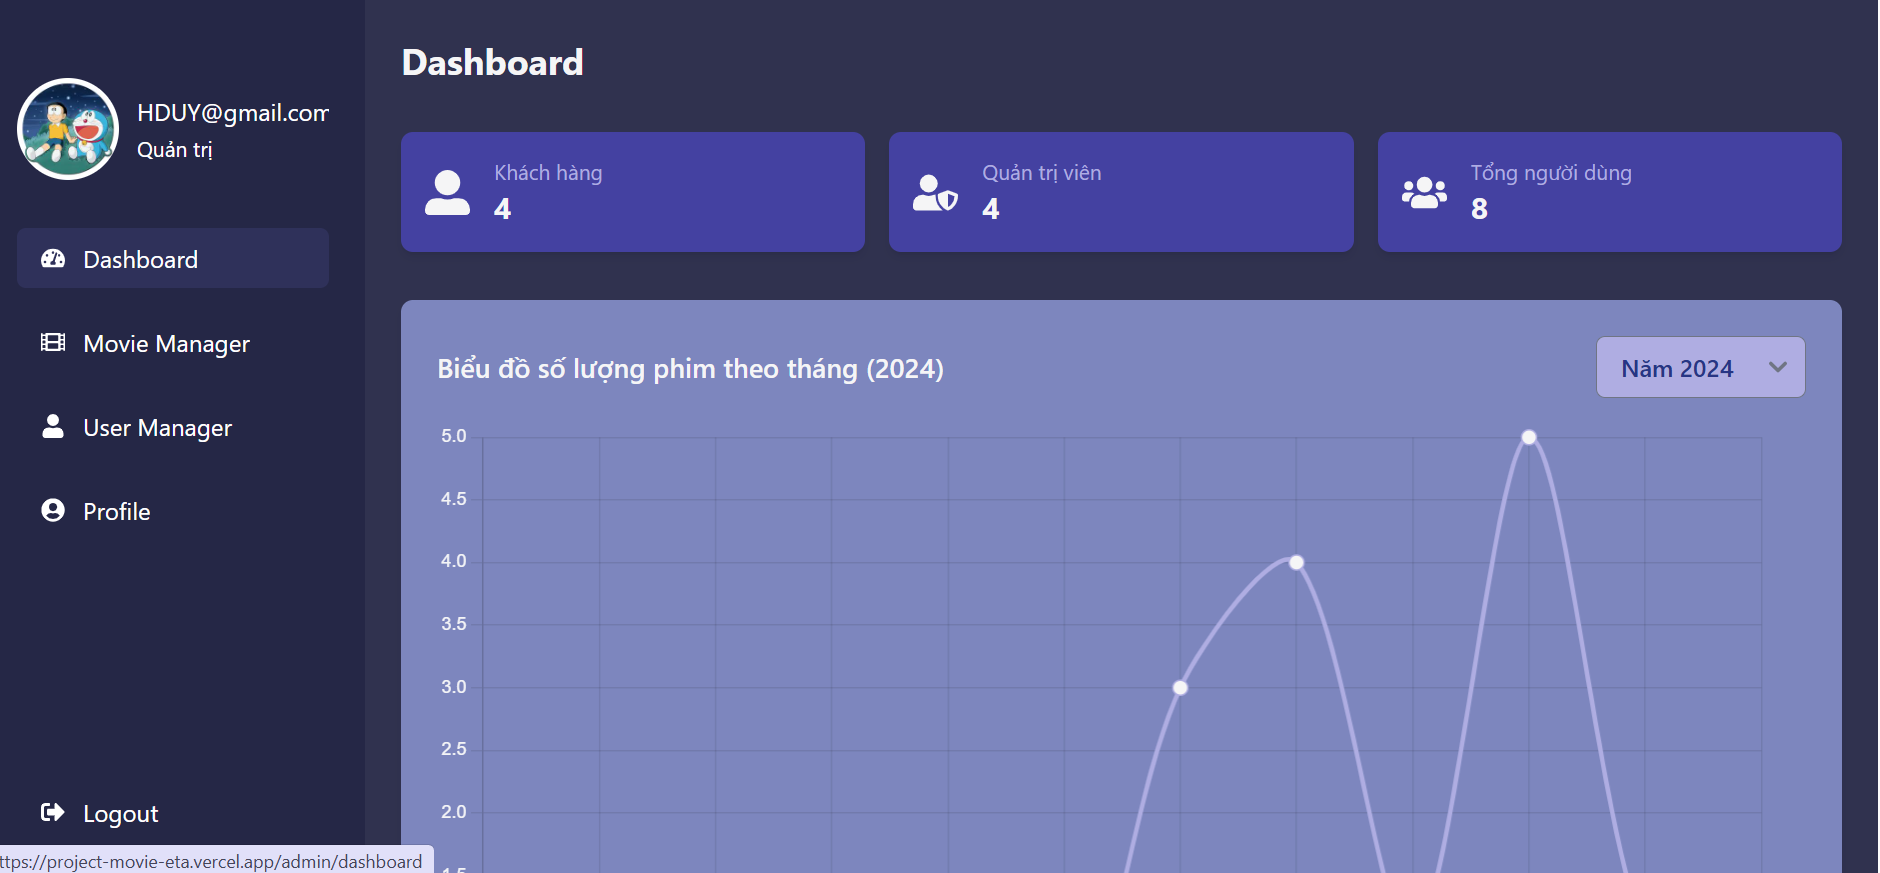 HDUY@gmail.com
Quản trị
Dashboard
Movie Manager
User Manager
Profile
Logout
ttps://project-movie-eta.vercel.app/admin/dashboard
Dashboard
Khách hàng
4
Quản trị viên
4
Tổng người dùng
8
Biểu đồ số lượng phim theo tháng (2024)
Năm 2024
5.0
4.5
4.0
3.5
3.0
2.5
2.0
1.5